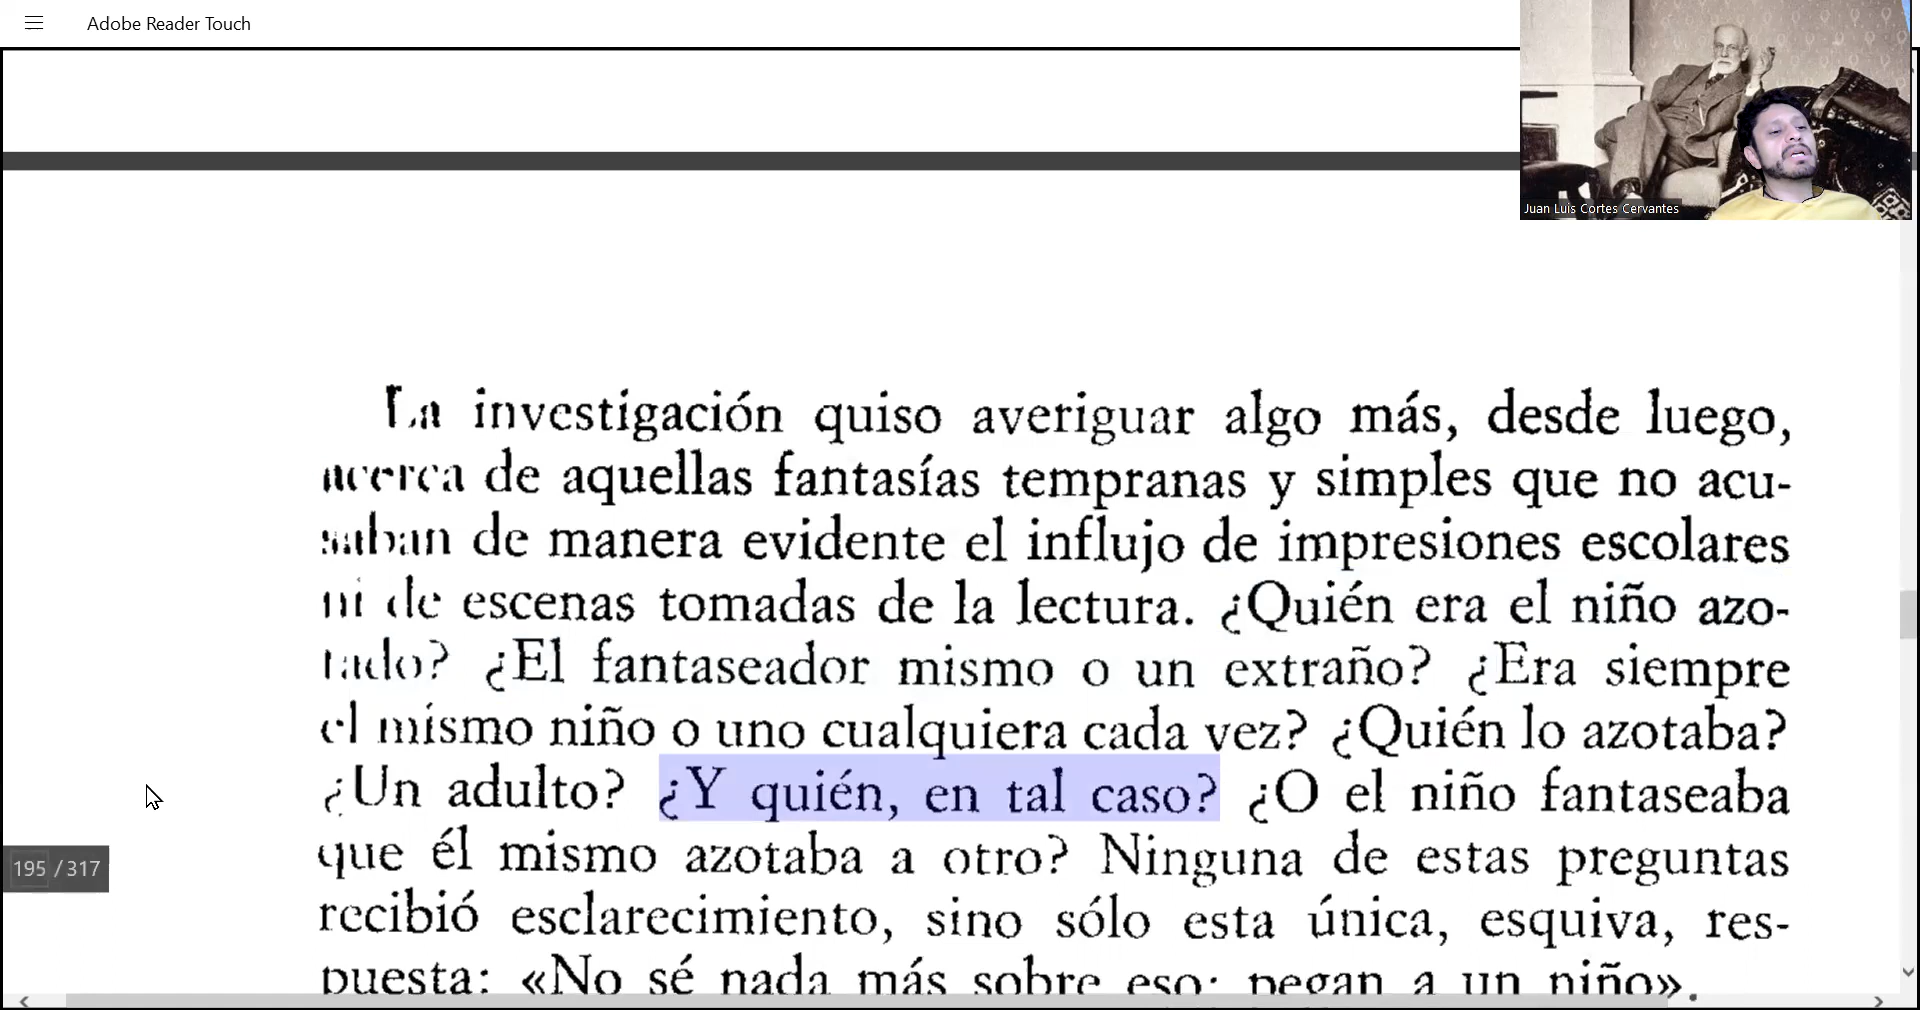 Adobe Reader Touch
Juan Luis Cortes Cervantes
La investigación quiso averiguar algo más, desde luego,
acerca de aquellas fantasías tempranas y simples que no acu-
saban de manera evidente el influjo de impresiones escolares
ni de escenas tomadas de la lectura. ¿Quién era el niño azo-
tado? ¿El fantaseador mismo o un extraño? ¿Era siempre
el mismo niño o uno cualquiera cada vez? ¿Quién lo azotaba?
¿Un adulto? ¿Y quién, en tal caso? ¿O el niño fantaseaba
que él mismo azotaba a otro? Ninguna de estas preguntas
recibió esclarecimiento, sino sólo esta única, esquiva, res-
puesta: «No sé nada más sobre eso; pegan a un niño».
195 / 317